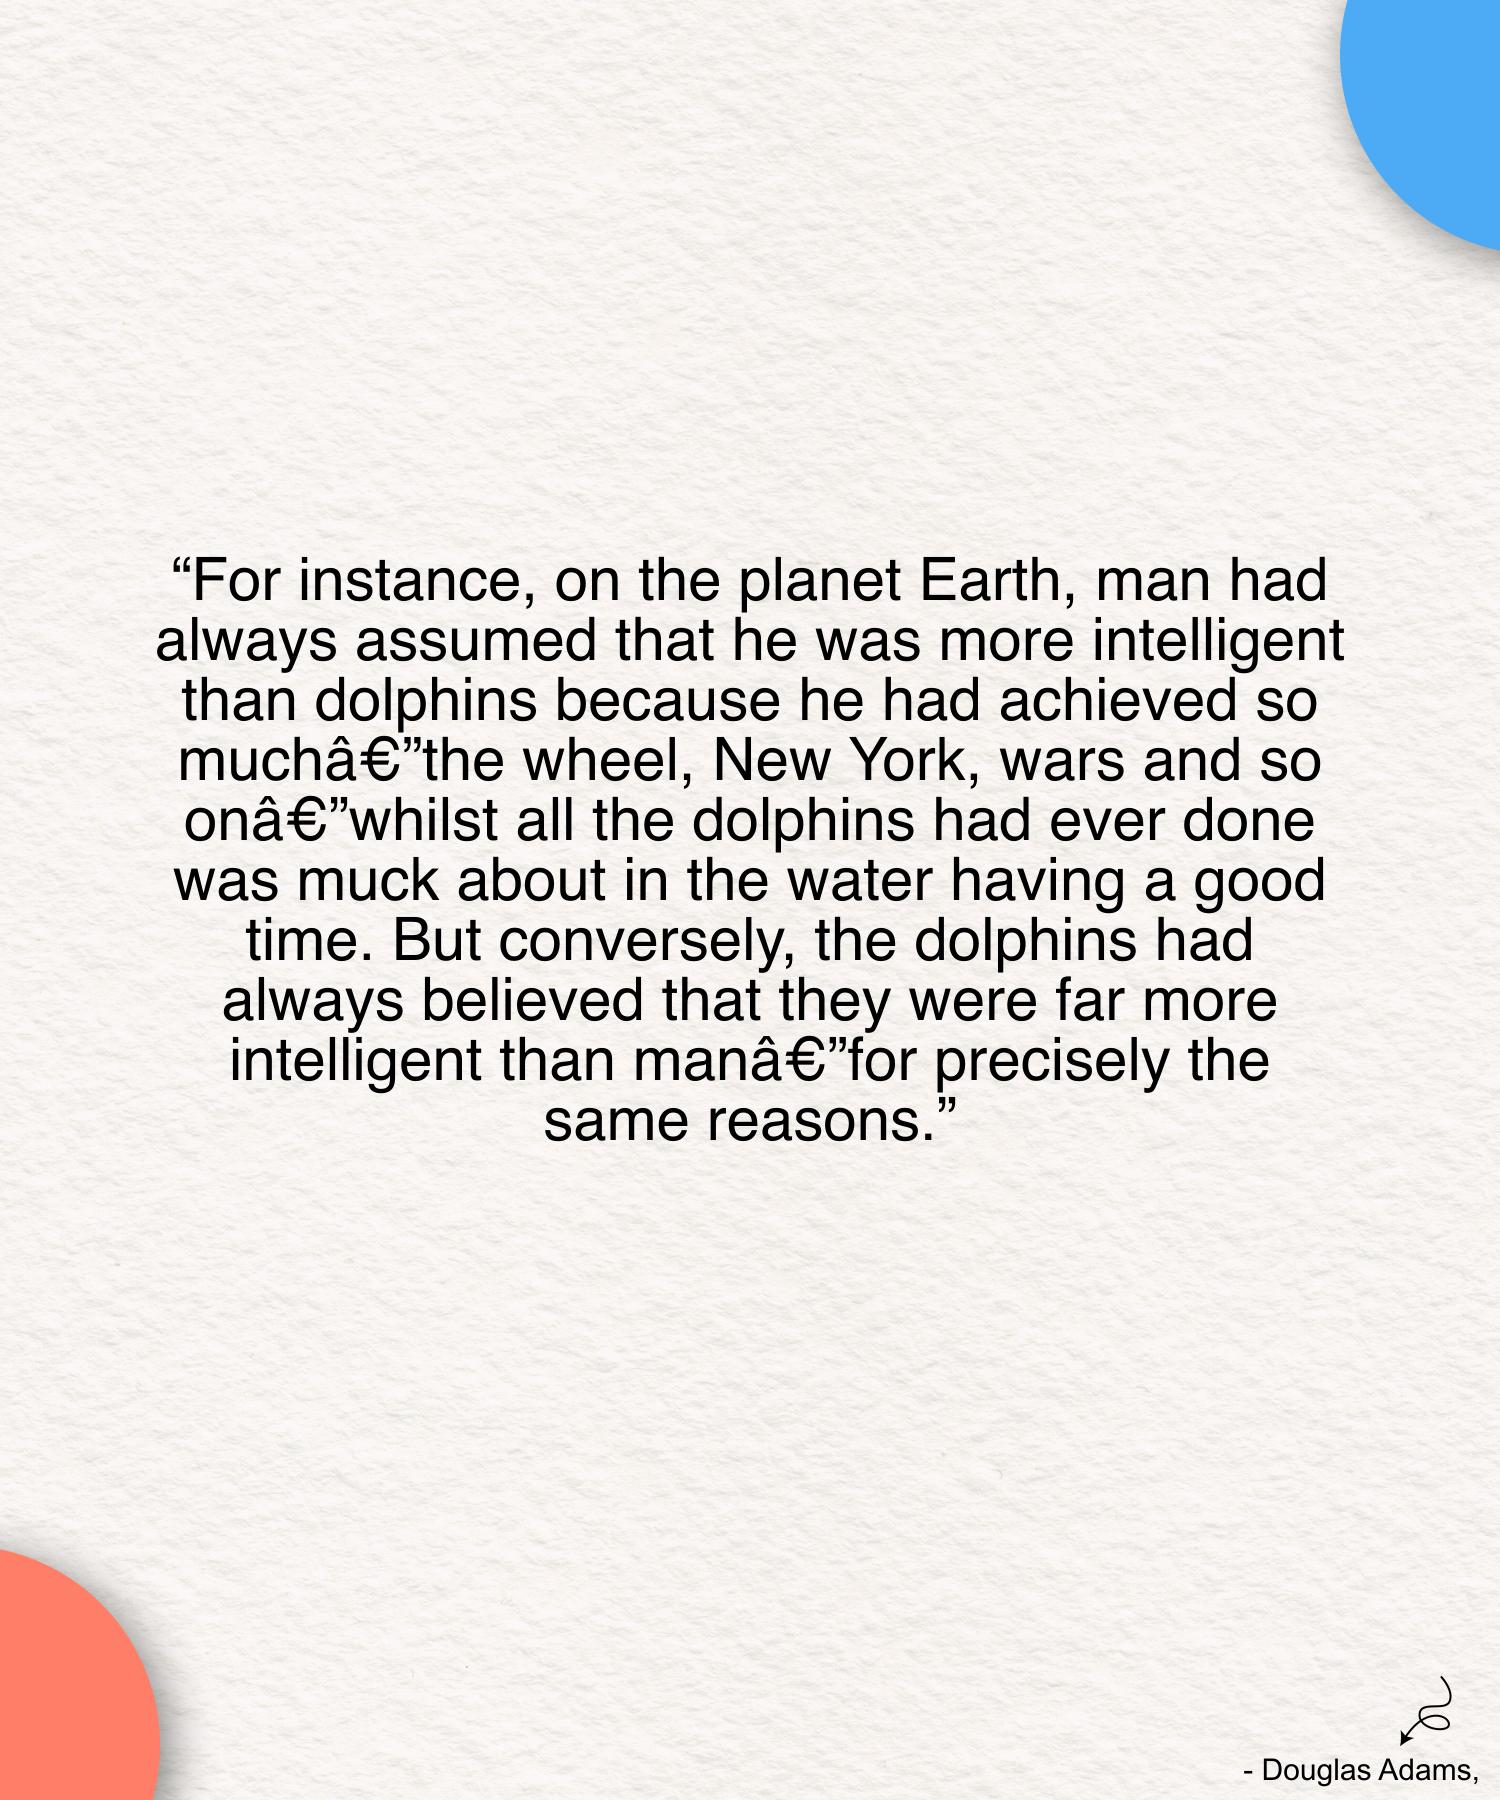 “For instance, on the planet Earth, man had
always assumed that he was more intelligent
than dolphins because he had achieved so
muchâ€”the wheel, New York, wars and so
onâ€”whilst all the dolphins had ever done
was muck about in the water having a good
time. But conversely, the dolphins had
always believed that they were far more
intelligent than manâ€”for precisely the
same reasons.”
- Douglas Adams,